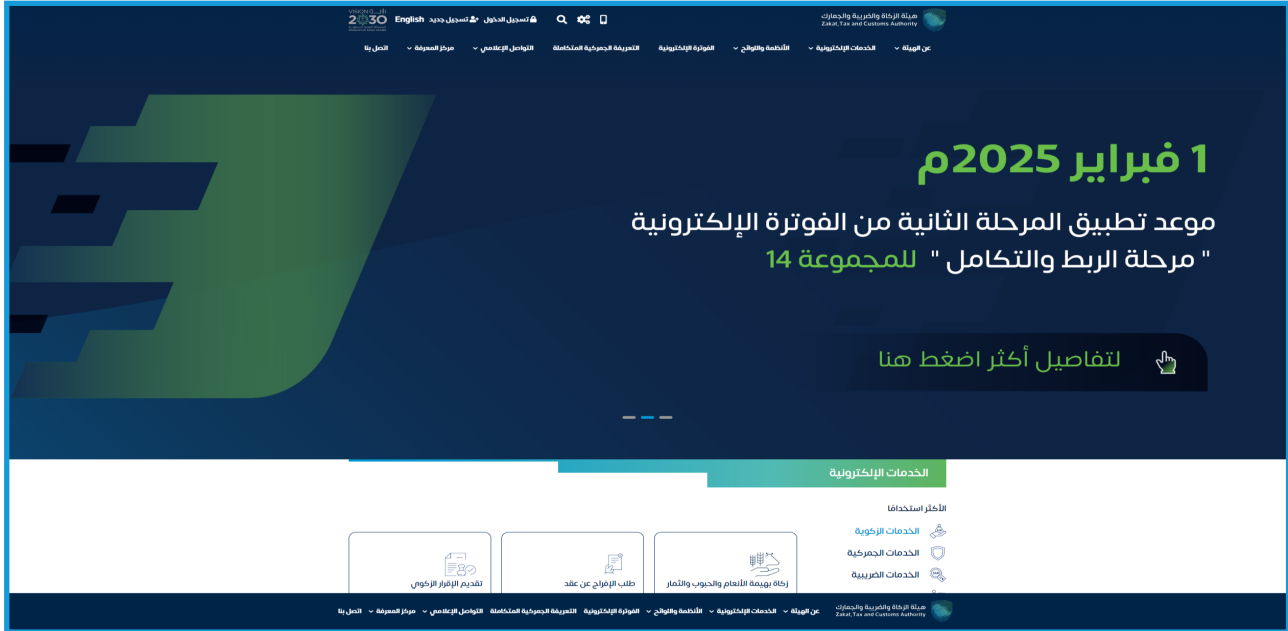 هيئة الزكاة والضريبة والجمارك
Zakat, Tax and Customs Authority
تسجيل الدخول
تسجيل جديد
English
VISION رؤية
2030
عن الهيئة
الخدمات الإلكترونية
الأنظمة واللوائح
الفوترة الإلكترونية
التعريفة الجمركية المتكاملة
التواصل الإعلامي
مركز المعرفة
اتصل بنا
1 فبراير 2025م
موعد تطبيق المرحلة الثانية من الفوترة الإلكترونية
" مرحلة الربط والتكامل " للمجموعة 14
لتفاصيل أكثر اضغط هنا
الخدمات الإلكترونية
الأكثر استخدامًا
الخدمات الزكوية
الخدمات الجمركية
الخدمات الضريبية
زكاة بهيمة الأنعام والحبوب والثمار
طلب الإفراج عن عقد
تقديم الإقرار الزكوي
هيئة الزكاة والضريبة والجمارك
Zakat, Tax and Customs Authority
عن الهيئة
الخدمات الإلكترونية
الأنظمة واللوائح
الفوترة الإلكترونية
التعريفة الجمركية المتكاملة
التواصل الإعلامي
مركز المعرفة
اتصل بنا